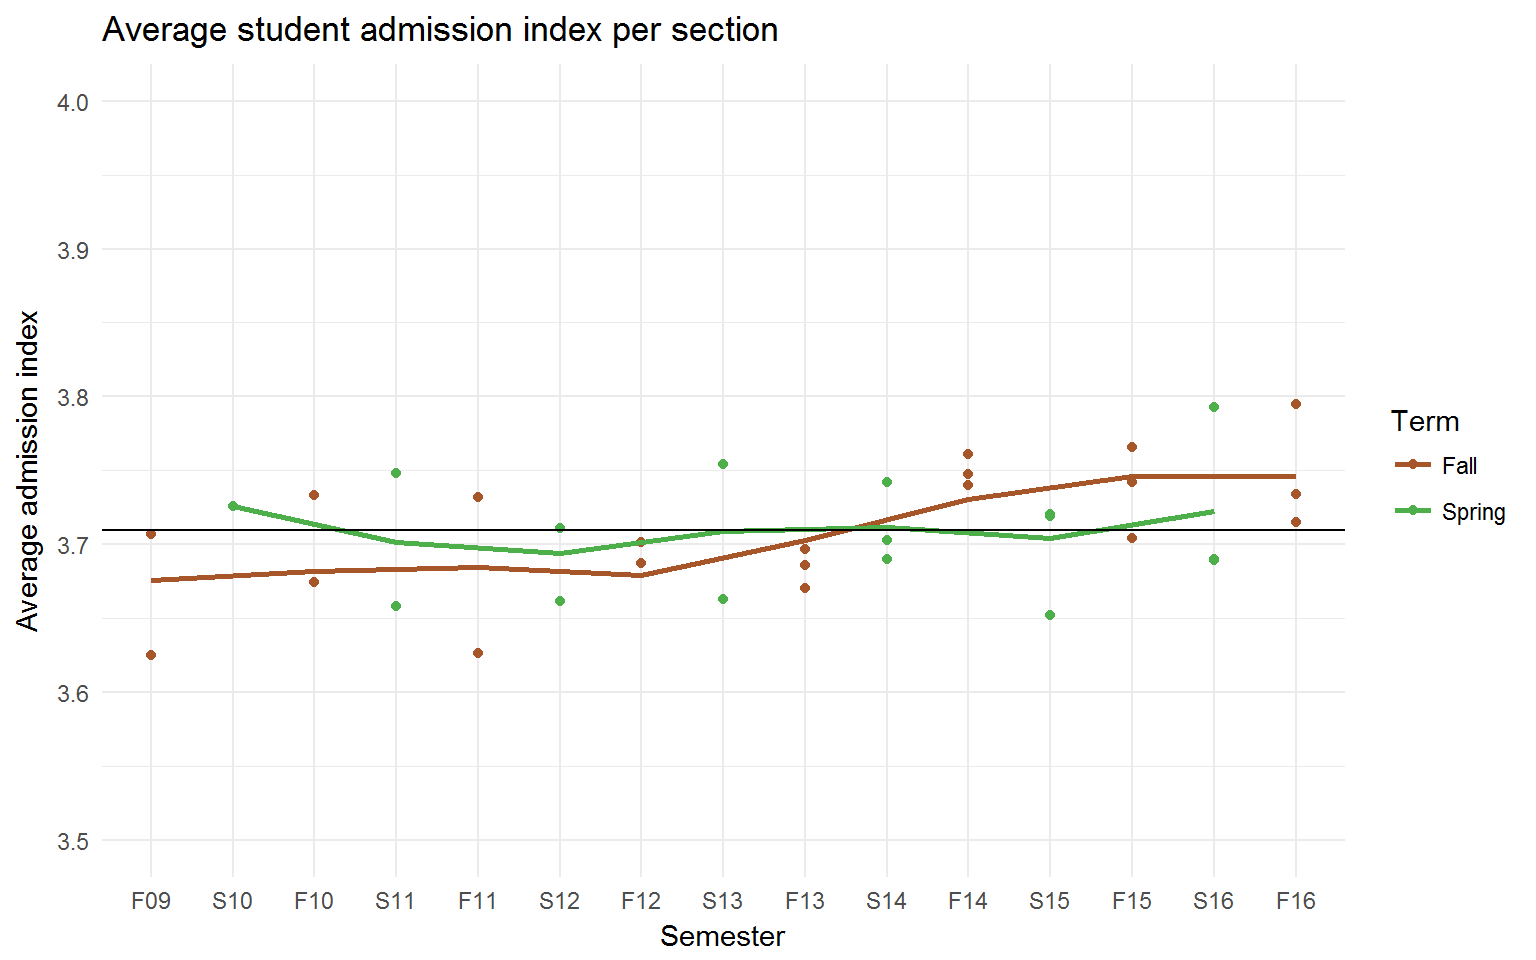 Average student admission index per section
4.0
3.9
3.8
3.7
3.6
3.5
Average admission index
F09 S10 F10 S11 F11 S12 F12 S13 F13 S14 F14 S15 F15 S16 F16
Semester
Term
Fall
Spring